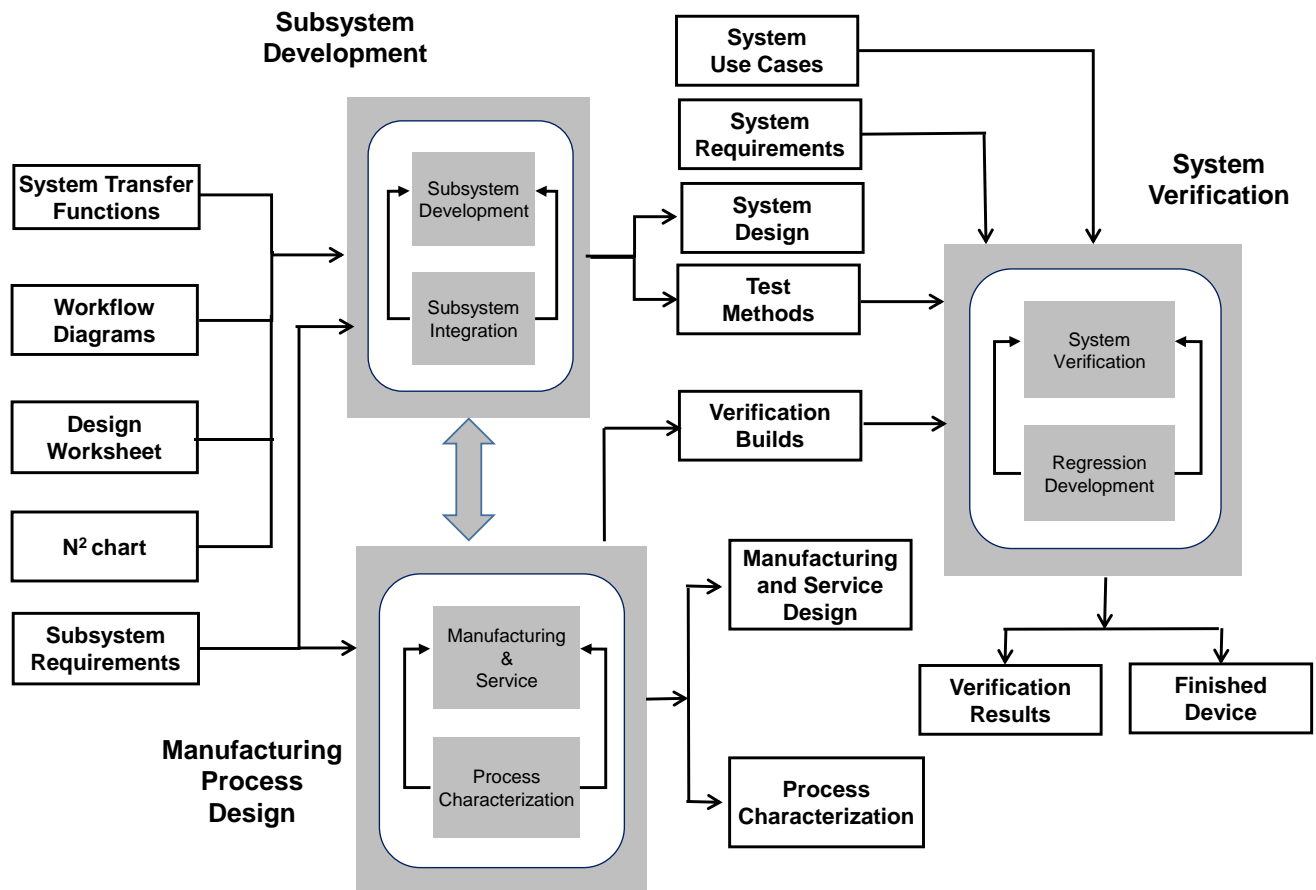 Subsystem
Development
System
Use Cases
System
Requirements
System
Verification
System Transfer
Functions
Subsystem
Development
System
Design
Workflow
Diagrams
Subsystem
Integration
Test
Methods
System
Verification
Design
Worksheet
Verification
Builds
Regression
Development
N² chart
Manufacturing
and Service
Design
Subsystem
Requirements
Manufacturing
&
Service
Verification
Results
Finished
Device
Manufacturing
Process
Design
Process
Characterization
Process
Characterization